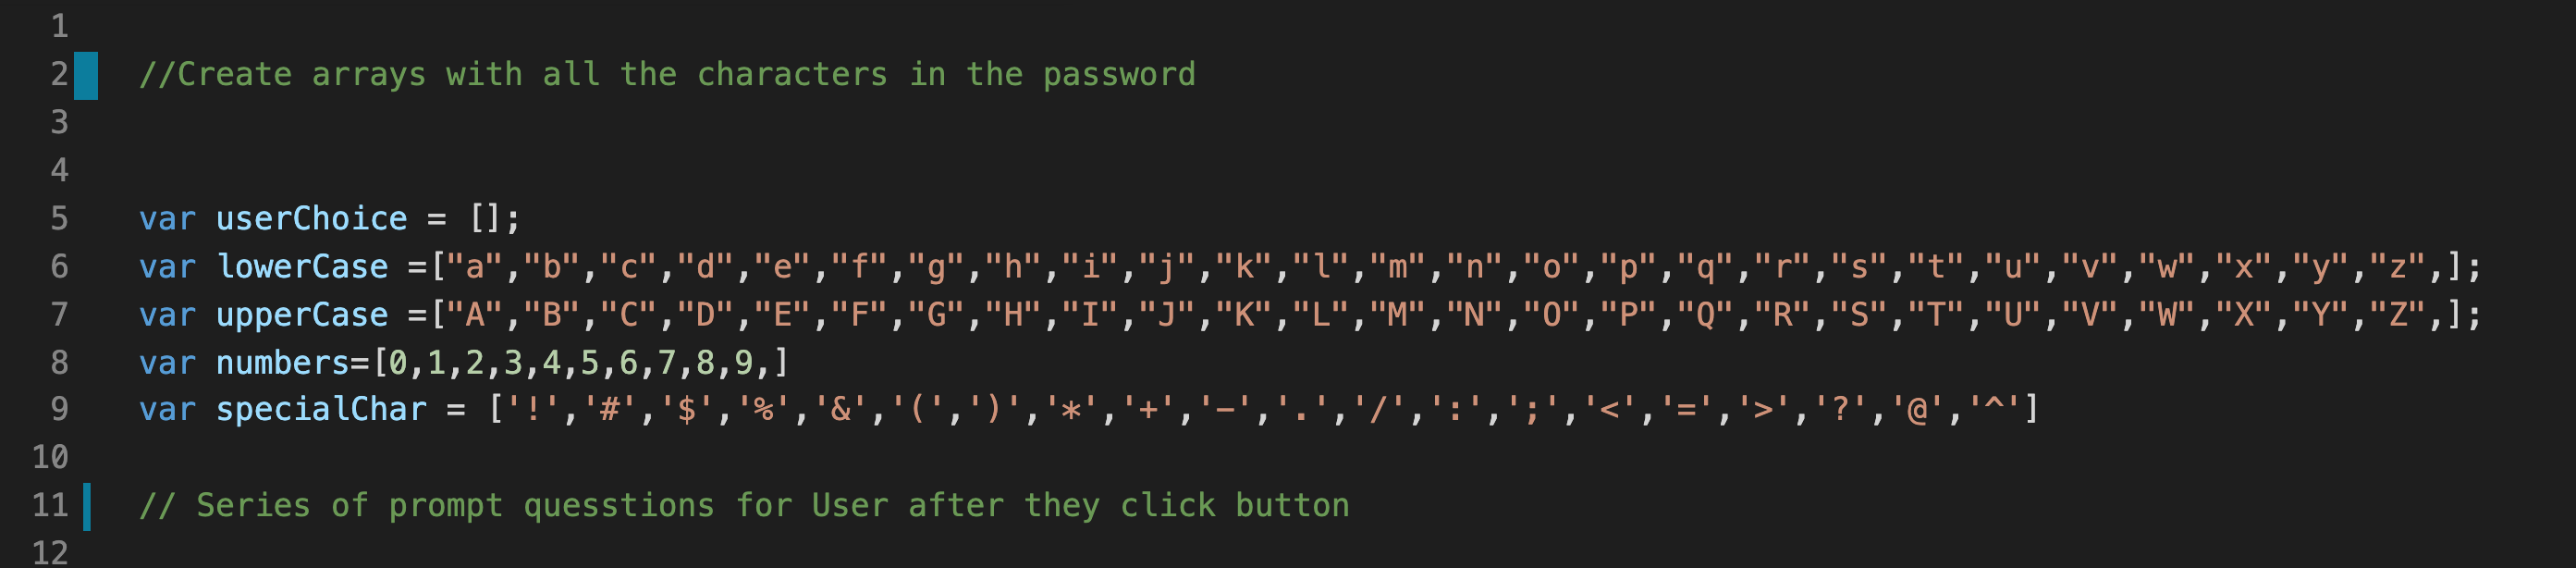 1
2 //Create arrays with all the characters in the password
3
4
5 var userChoice = [];
6 var lowerCase =["a","b","c","d","e","f","g","h","i","j","k","l","m","n","o","p","q","r","s","t","u","v","w","x","y","z",];
7 var upperCase =["A","B","C","D","E","F","G","H","I","J","K","L","M","N","O","P","Q","R","S","T","U","V","W","X","Y","Z",];
8 var numbers=[0,1,2,3,4,5,6,7,8,9,]
9 var specialChar = ['!','#','$','%','&','(',')','*','+','-','.','/',':',';','<','=','>','?','@','^']
10
11 // Series of prompt quesstions for User after they click button
12